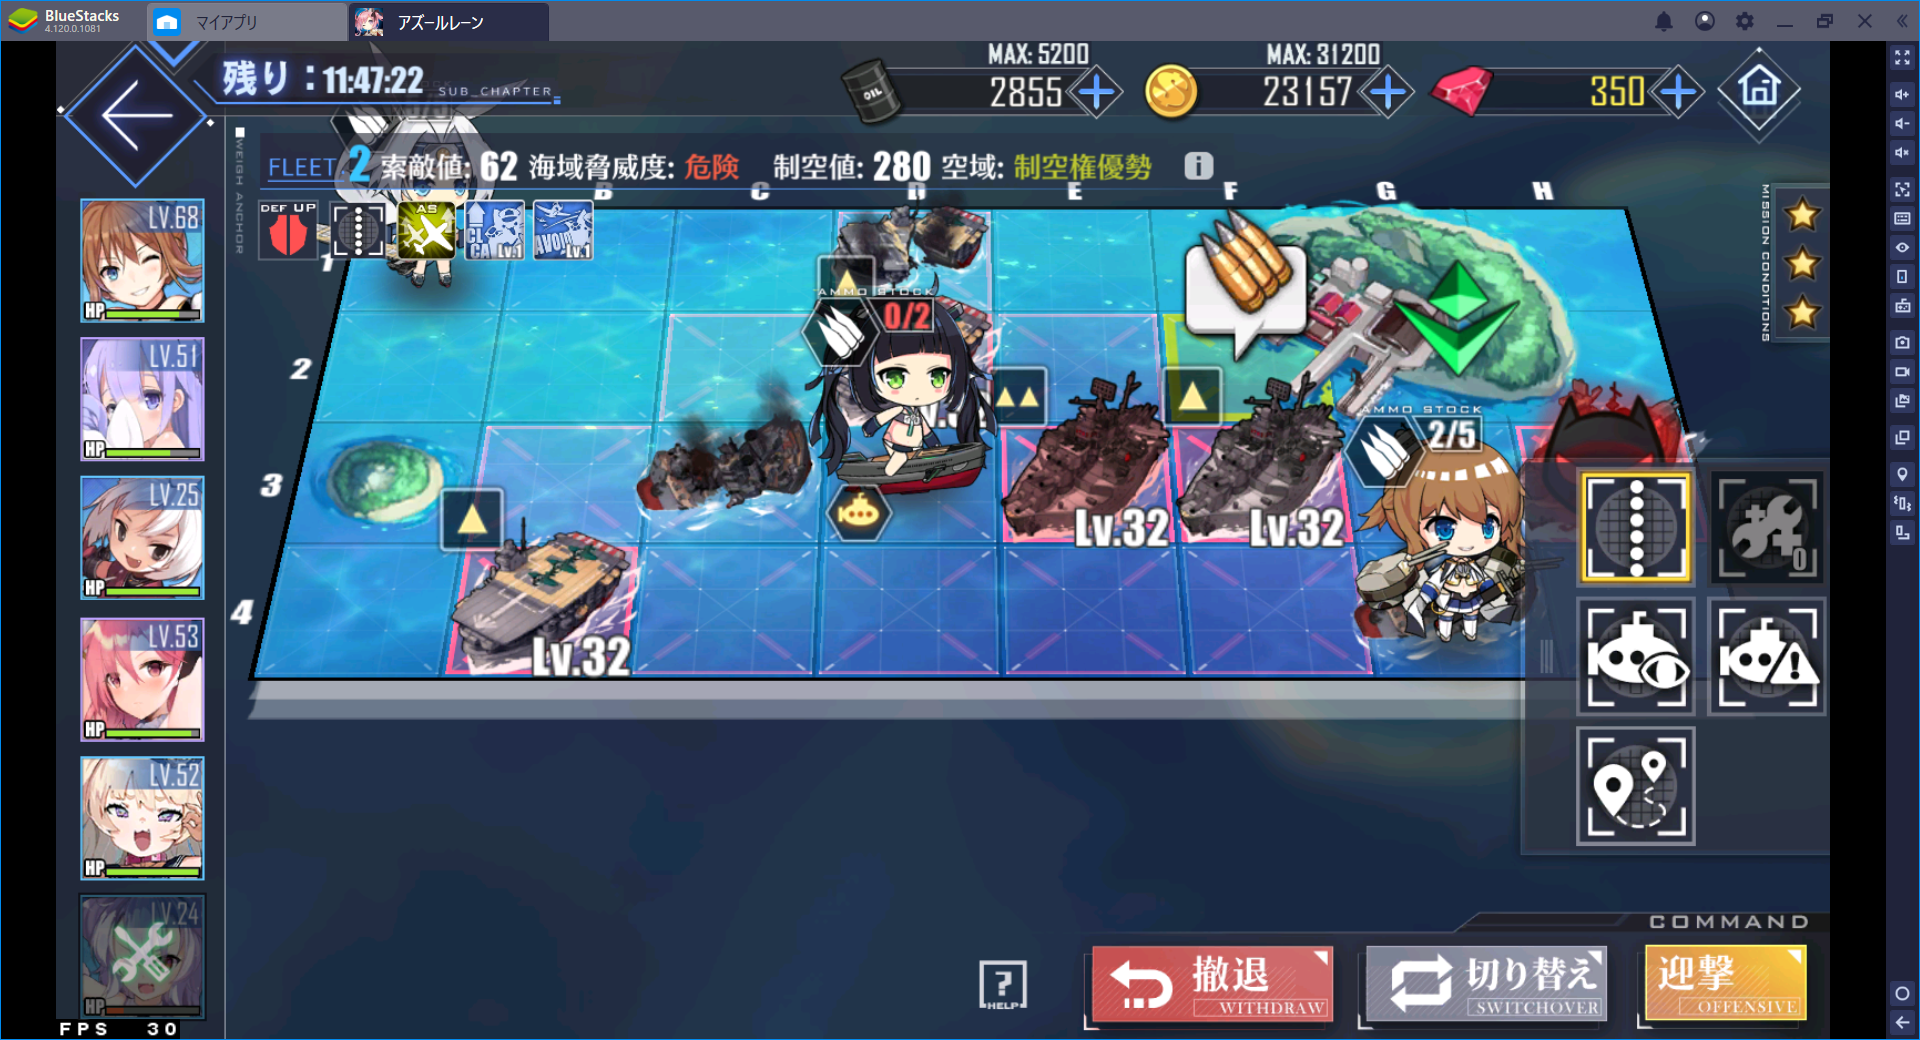 BlueStacks
4.120.0.1081
マイアプリ
アズールレーン
残り：11:47:22
SUB_CHAPTER
MAX: 5200
2855
MAX: 31200
23157
350
WEIGH ANCHOR
FLEET 2 索敵値: 62 海域脅威度: 危険 制空値: 280 空域: 制空権優勢
B C D E F G H
DEF UP
AS
CL
CA Lv.1
AVOID Lv.1
MISSION CONDITIONS
1
2
3
4
LV.68
HP
LV.51
HP
LV.25
HP
LV.53
HP
LV.52
HP
LV.24
HP
AMMO STOCK
0/2
AMMO STOCK
2/5
Lv.32
Lv.32
Lv.32
0
COMMAND
HELP
撤退
WITHDRAW
切り替え
SWITCHOVER
迎撃
OFFENSIVE
FPS 30